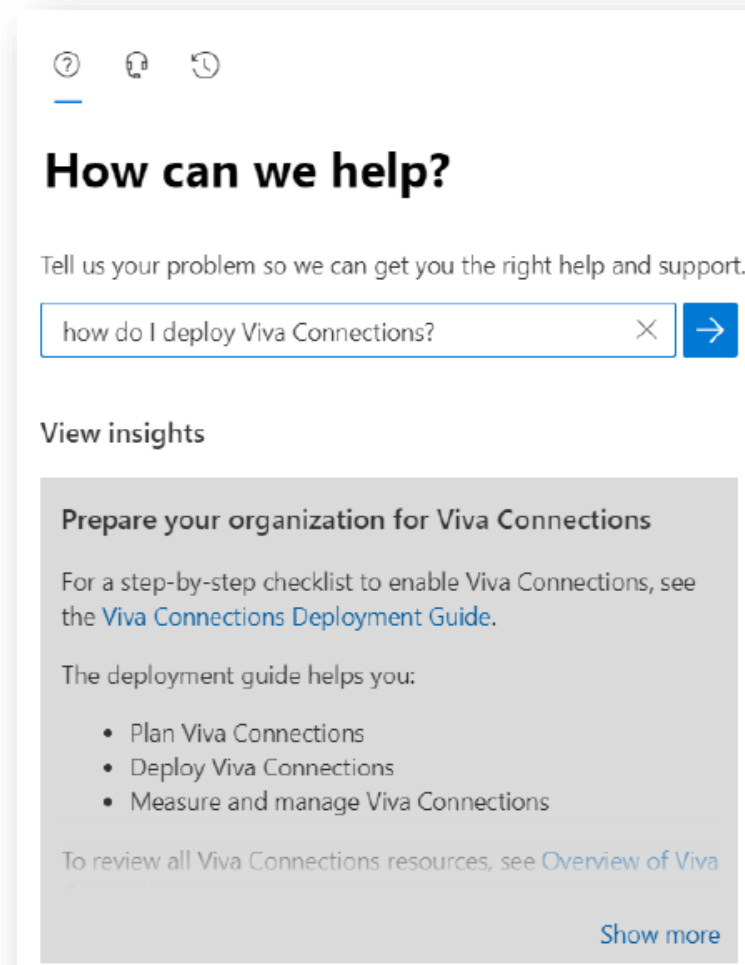 How can we help?
Tell us your problem so we can get you the right help and support.
how do I deploy Viva Connections?
View insights
Prepare your organization for Viva Connections
For a step-by-step checklist to enable Viva Connections, see
the Viva Connections Deployment Guide.
The deployment guide helps you:
• Plan Viva Connections
• Deploy Viva Connections
• Measure and manage Viva Connections
To review all Viva Connections resources, see Overview of Viva
Show more